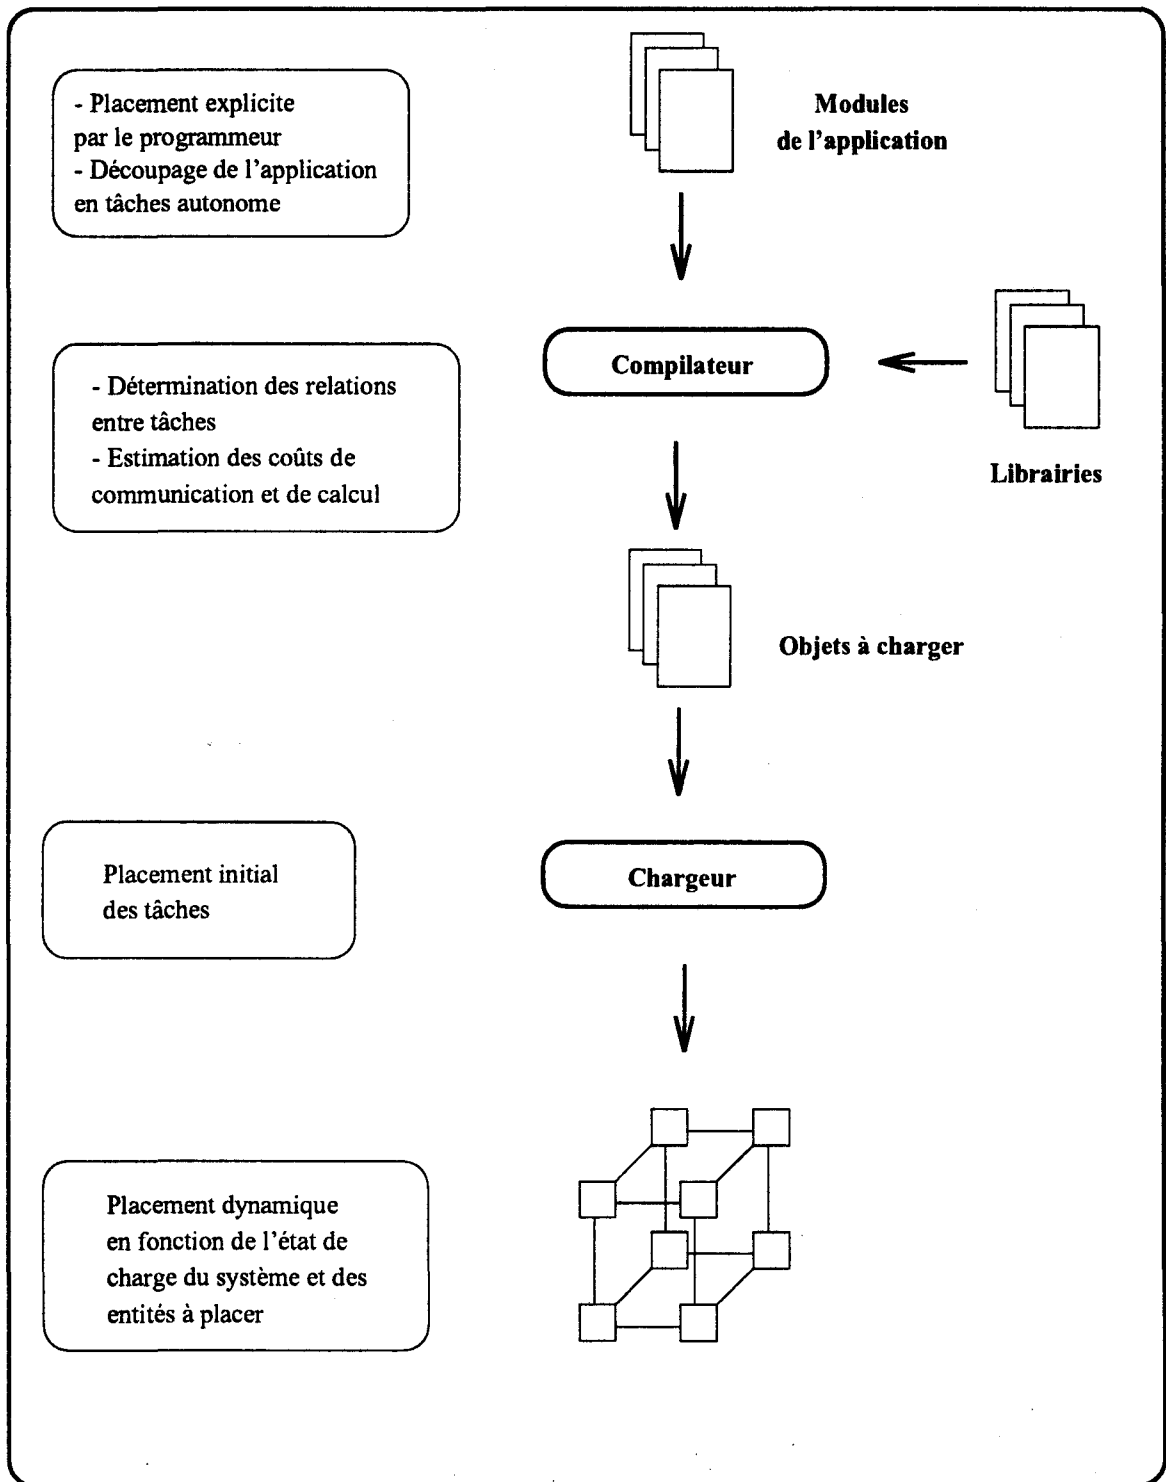 - Placement explicite
par le programmeur
- Découpage de l'application
en tâches autonome
Modules
de l'application
- Détermination des relations
entre tâches
- Estimation des coûts de
communication et de calcul
Compilateur
Librairies
Objets à charger
Placement initial
des tâches
Chargeur
Placement dynamique
en fonction de l'état de
charge du système et des
entités à placer